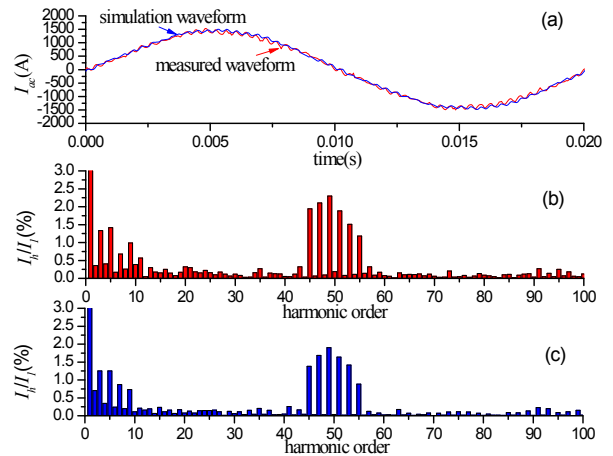 1500
1000
500
0
-500
-1000
-1500
-2000
I_ac(A)
simulation waveform
measured waveform
(a)
0.000 0.005 0.010 0.015 0.020
time(s)
3.0
2.5
2.0
1.5
1.0
0.5
0.0
I_h/I_1(%)
(b)
0 10 20 30 40 50 60 70 80 90 100
harmonic order
3.0
2.5
2.0
1.5
1.0
0.5
0.0
I_h/I_1(%)
(c)
0 10 20 30 40 50 60 70 80 90 100
harmonic order